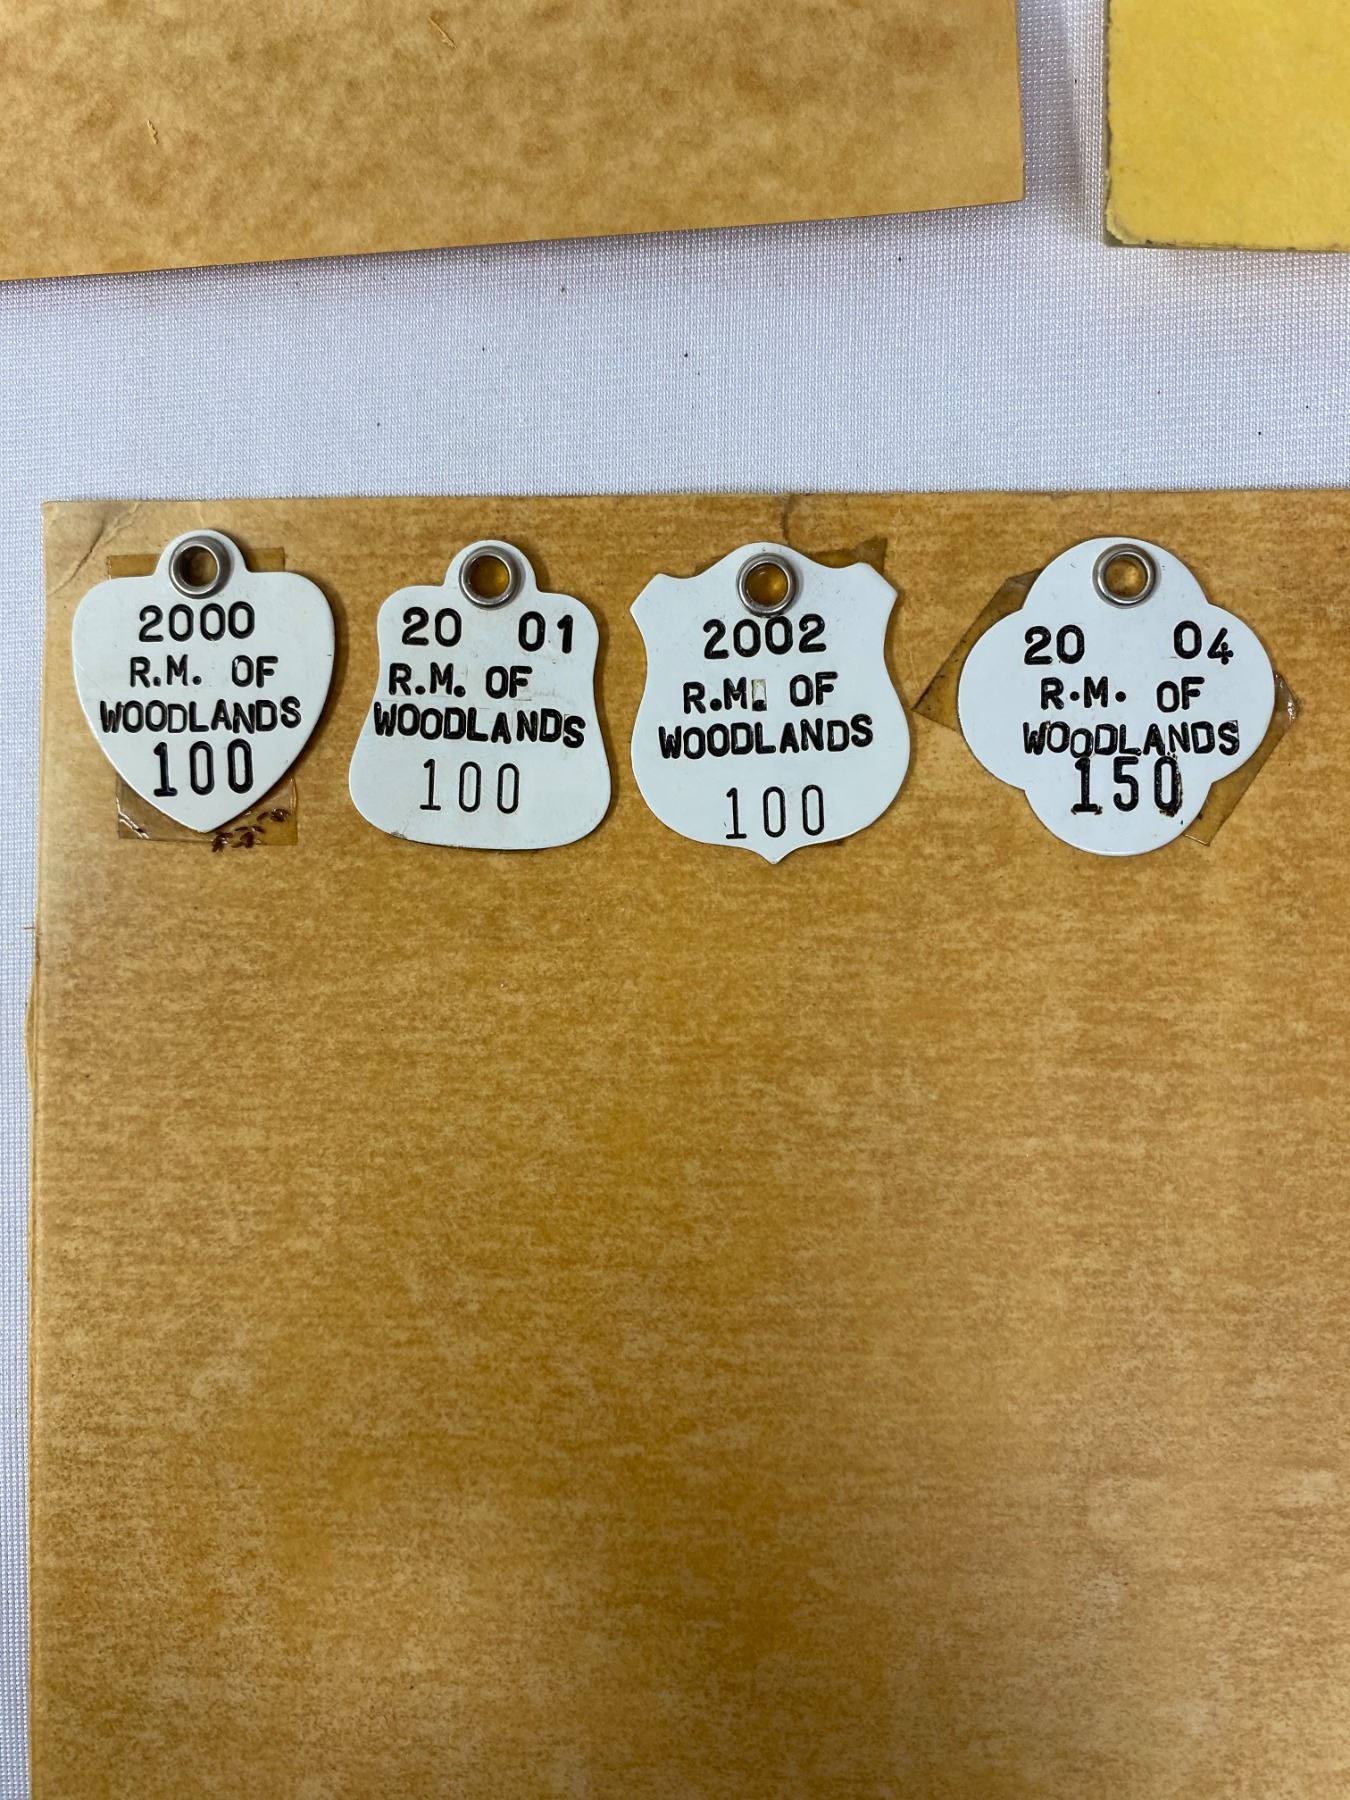 2000
R.M. OF
WOODLANDS
100
20 01
R.M. OF
WOODLANDS
100
2002
R.M. OF
WOODLANDS
100
20 04
R.M. OF
WOODLANDS
150